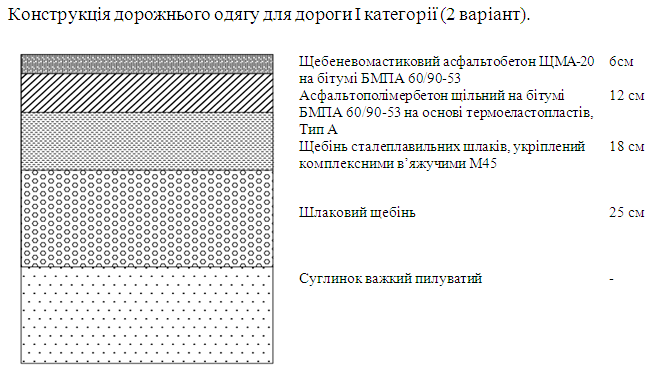 Конструкція дорожнього одягу для дороги І категорії (2 варіант).
Щебеневомастиковий асфальтобетон ЩМА-20 6см
на бітумі БМПА 60/90-53
Асфальтополімербетон щільний на бітумі 12 см
БМПА 60/90-53 на основі термоеластопластів,
Тип А
Щебінь сталеплавильних шлаків, укріплений 18 см
комплексними в’яжучими М45
Шлаковий щебінь 25 см
Суглинок важкий пилуватий -